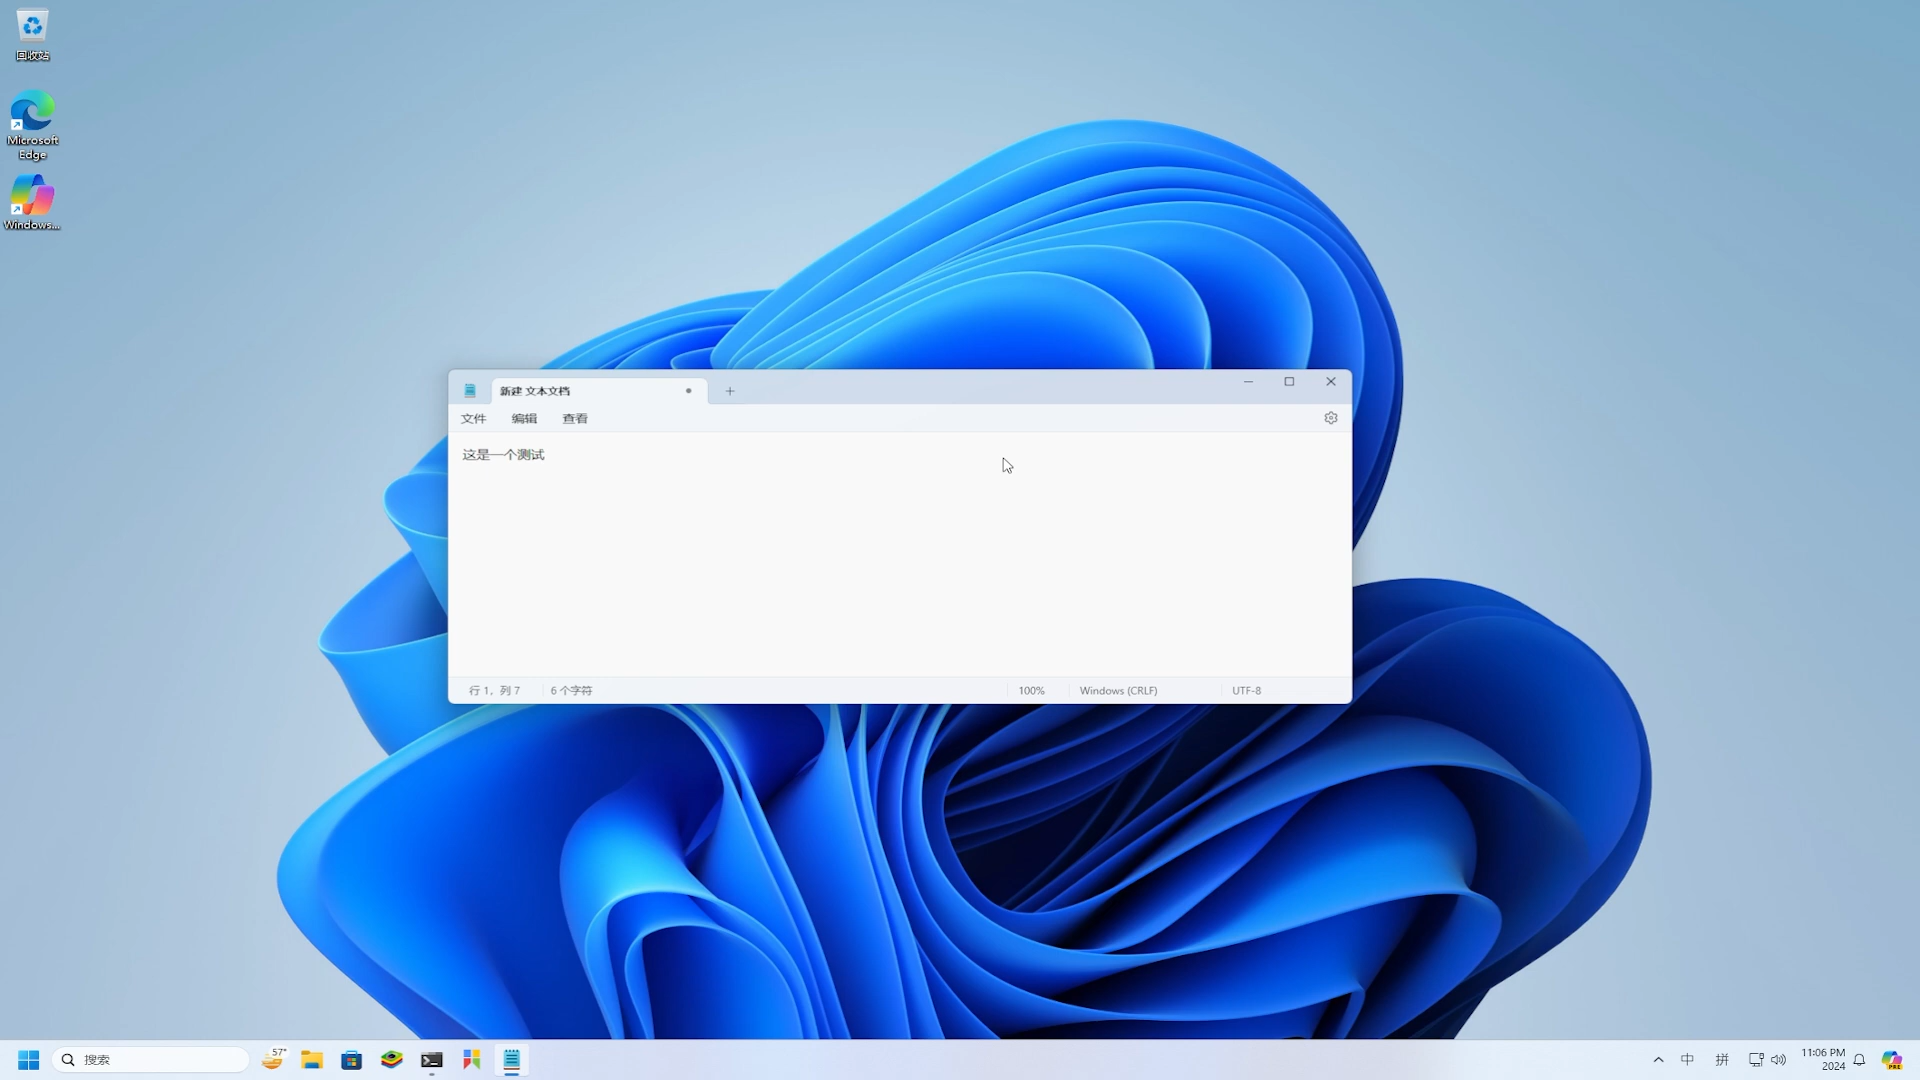 回收站
Microsoft
Edge
Windows...
新建 文本文档
文件 编辑 查看
这是一个测试
行 1，列 7 6 个字符 100% Windows (CRLF) UTF-8
搜索 57° 中 拼 11:06 PM
2024
PRE